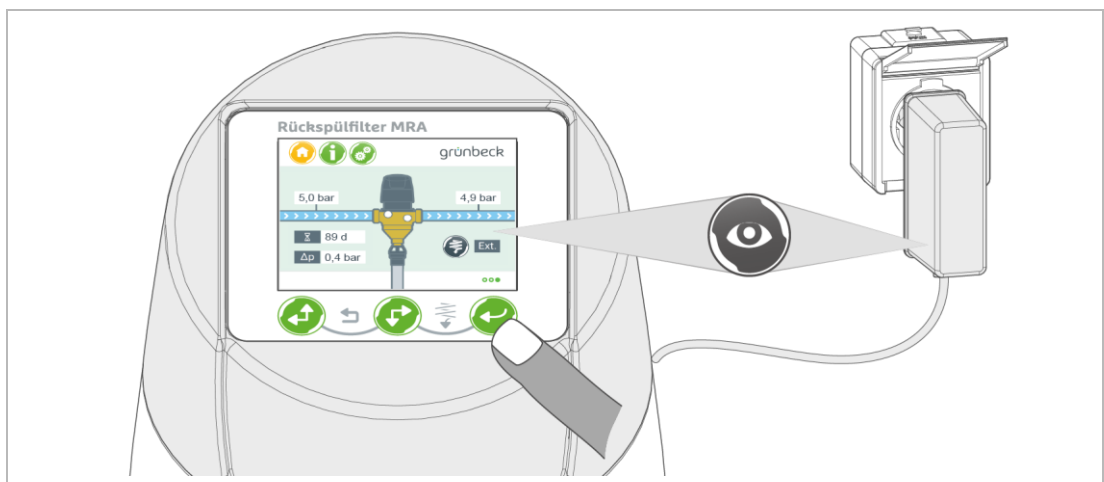 Rückspülfilter MRA
grünbeck
5,0 bar
4,9 bar
89 d
Ext.
Δp 0,4 bar